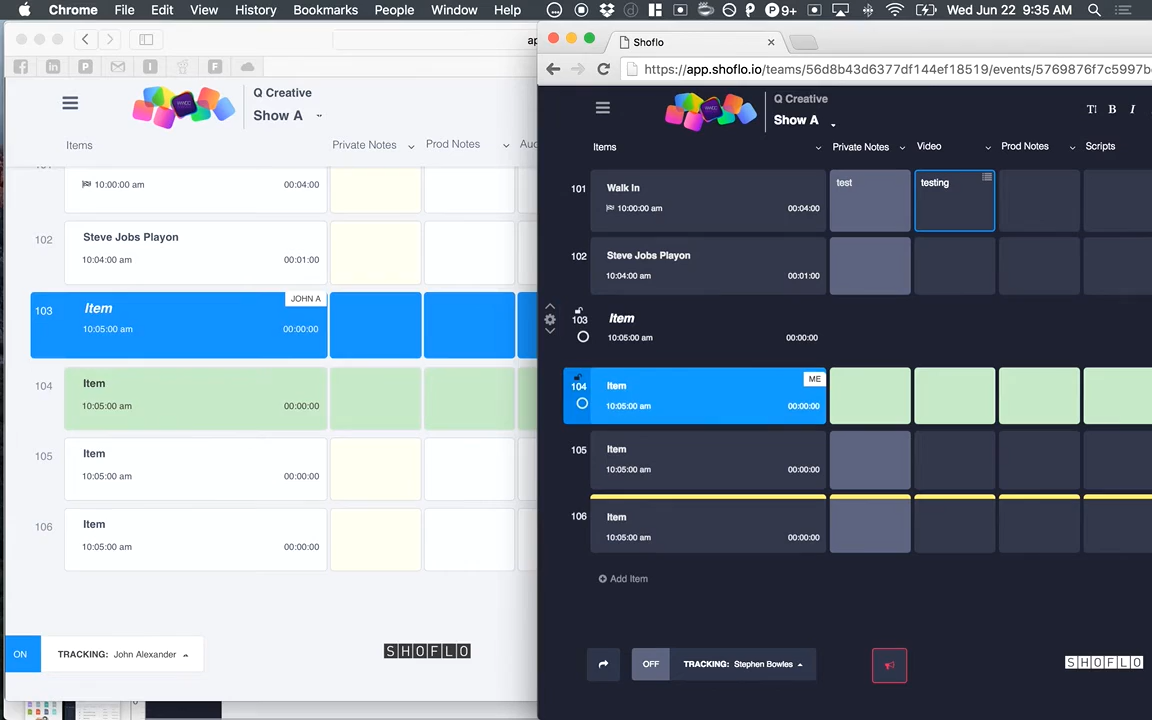 Chrome File Edit View History Bookmarks People Window Help 9+ Wed Jun 22 9:35 AM
Shoflo
https://app.shoflo.io/teams/56d8b43d6377df144ef18519/events/5769876f7c5997b
Q Creative
Show A
Items Private Notes Prod Notes
10:00:00 am 00:04:00
102 Steve Jobs Playon
10:04:00 am 00:01:00
JOHN A
103 Item
10:05:00 am 00:00:00
104 Item
10:05:00 am 00:00:00
105 Item
10:05:00 am 00:00:00
106 Item
10:05:00 am 00:00:00
ON TRACKING: John Alexander
SHOFLO
Q Creative
Show A
T B I
Items Private Notes Video Prod Notes Scripts
101 Walk In test testing
10:00:00 am 00:04:00
102 Steve Jobs Playon
10:04:00 am 00:01:00
103 Item
10:05:00 am 00:00:00
ME
104 Item
10:05:00 am 00:00:00
105 Item
10:05:00 am 00:00:00
106 Item
10:05:00 am 00:00:00
Add Item
OFF TRACKING: Stephen Bowles
SHOFLO